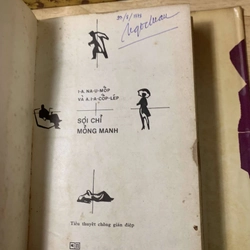 I-A. NA-U-MỐP
VÀ A. I-A-CỐP-LÉP
SỢI CHỈ
MỎNG MANH
Tiểu thuyết chống gián điệp